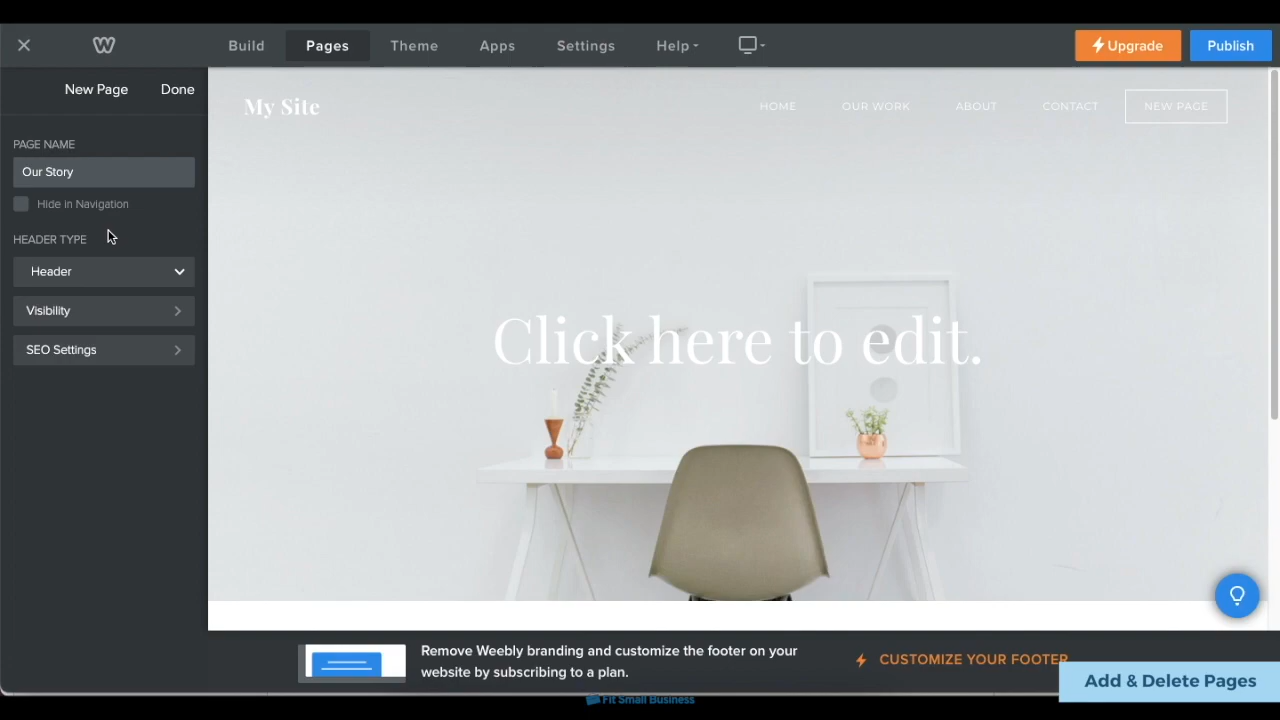 Build
Pages
Theme
Apps
Settings
Help
Upgrade
Publish
New Page
Done
PAGE NAME
Our Story
Hide in Navigation
HEADER TYPE
Header
Visibility
SEO Settings
My Site
HOME
OUR WORK
ABOUT
CONTACT
NEW PAGE
Click here to edit.
Remove Weebly branding and customize the footer on your
website by subscribing to a plan.
CUSTOMIZE YOUR FOOTER
Add & Delete Pages
Fit Small Business